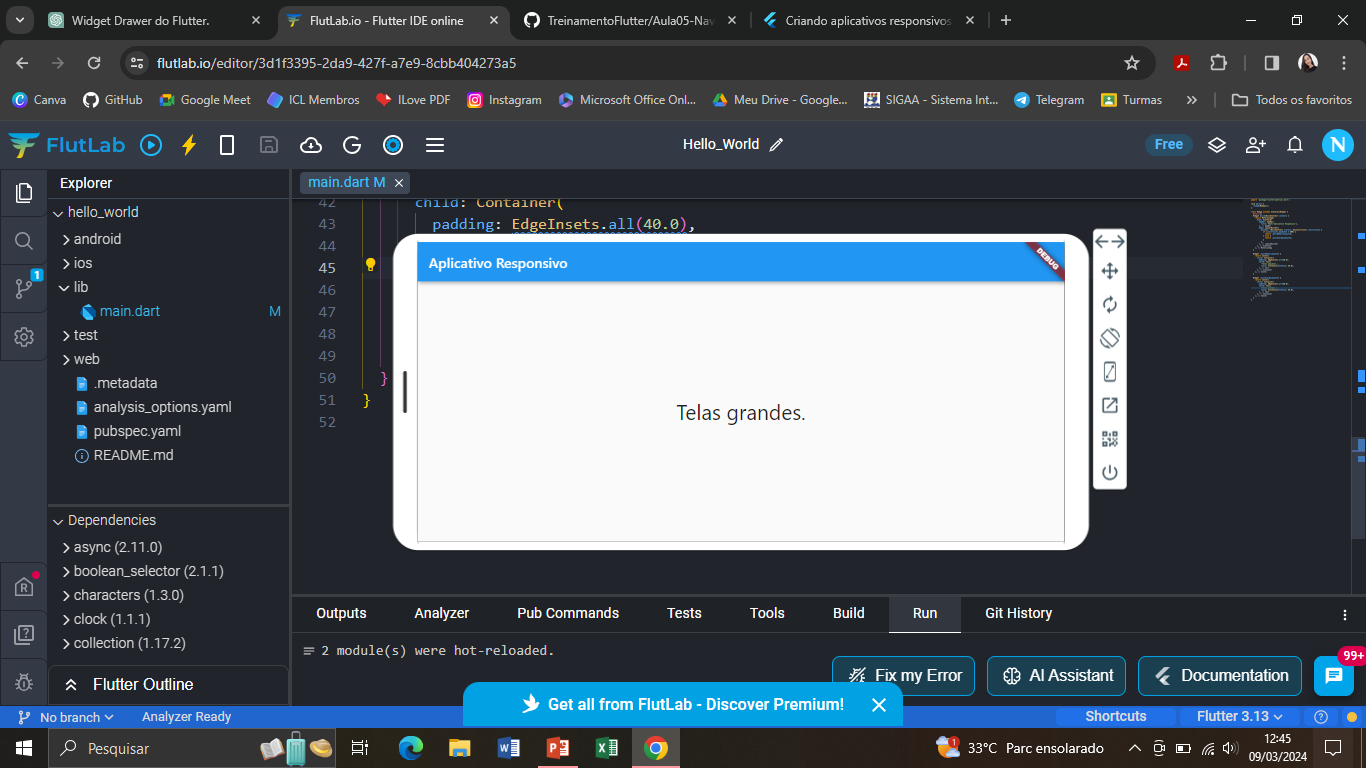 Widget Drawer do Flutter.
FlutLab.io - Flutter IDE online
TreinamentoFlutter/Aula05-Nav
Criando aplicativos responsivos
flutlab.io/editor/3d1f3395-2da9-427f-a7e9-8cbb404273a5
Canva
GitHub
Google Meet
ICL Membros
ILove PDF
Instagram
Microsoft Office Onl...
Meu Drive - Google...
SIGAA - Sistema Int...
Telegram
Turmas
Todos os favoritos
FlutLab
Hello_World
Free
N
Explorer
main.dart M
hello_world
android
ios
lib
main.dart M
test
web
.metadata
analysis_options.yaml
pubspec.yaml
README.md
1
42 child: Container(
43 padding: EdgeInsets.all(40.0),
44
45
46
47
48
49
50 }
51 }
52
Aplicativo Responsivo
DEBUG
Telas grandes.
Dependencies
async (2.11.0)
boolean_selector (2.1.1)
characters (1.3.0)
clock (1.1.1)
collection (1.17.2)
Flutter Outline
Outputs
Analyzer
Pub Commands
Tests
Tools
Build
Run
Git History
2 module(s) were hot-reloaded.
Fix my Error
AI Assistant
Documentation
99+
Get all from FlutLab - Discover Premium!
No branch
Analyzer Ready
Shortcuts
Flutter 3.13
Pesquisar
1
33°C Parc ensolarado
12:45
09/03/2024